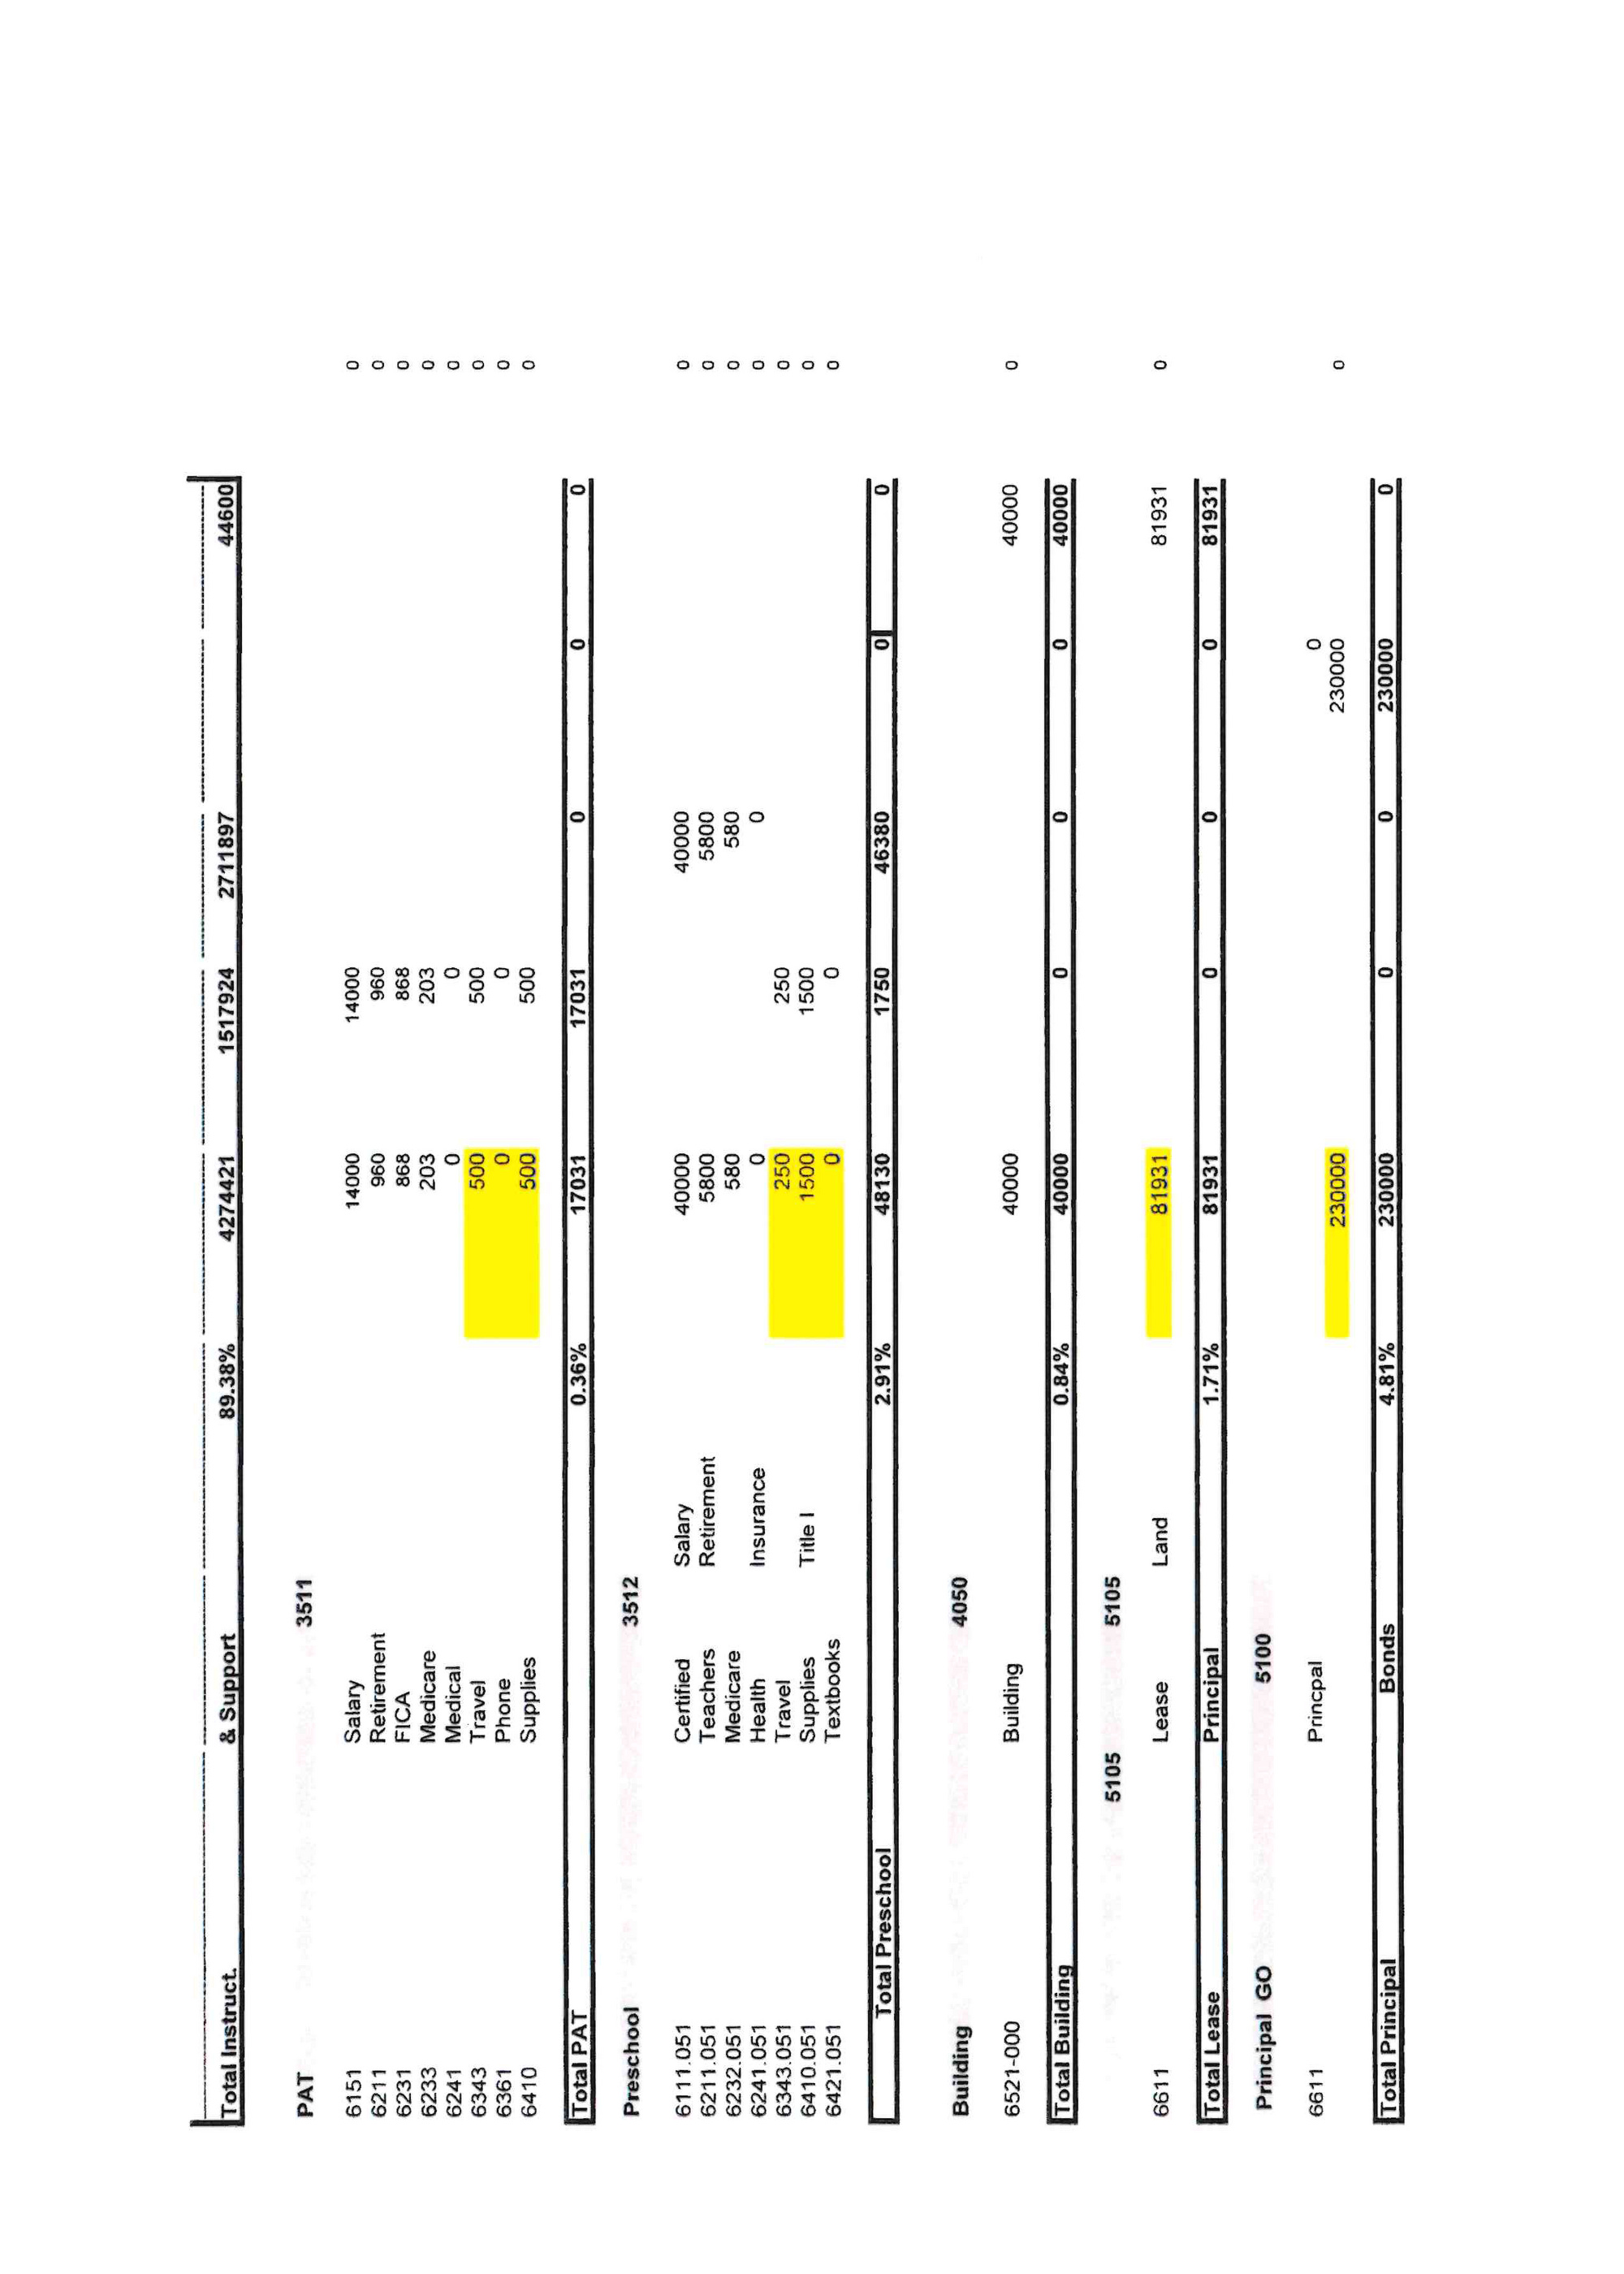 Total Instruct. & Support 89.38% 4274421 1517924 2711897 44600
PAT 3511
6151 Salary 14000 14000 0
6211 Retirement 960 960 0
6231 FICA 868 868 0
6233 Medicare 203 203 0
6241 Medical 0 0 0
6343 Travel 500 500 0
6361 Phone 0 0 0
6410 Supplies 500 500 0
Total PAT 0.36% 17031 17031 0 0 0
Preschool 3512
6111.051 Certified Salary 40000 40000 0
6211.051 Teachers Retirement 5800 5800 0
6232.051 Medicare 580 580 0
6241.051 Health Insurance 0 0 0
6343.051 Travel 250 250 0
6410.051 Supplies Title I 1500 1500 0
6421.051 Textbooks 0 0 0
Total Preschool 2.91% 48130 1750 46380 0 0
Building 4050
6521-000 Building 40000 40000 0
Total Building 0.84% 40000 0 0 0 40000
5105 5105
6611 Lease Land 81931 81931 0
Total Lease Principal 1.71% 81931 0 0 0 81931
Principal GO 5100
6611 Princpal 0
230000 230000 0
Total Principal Bonds 4.81% 230000 0 0 230000 0